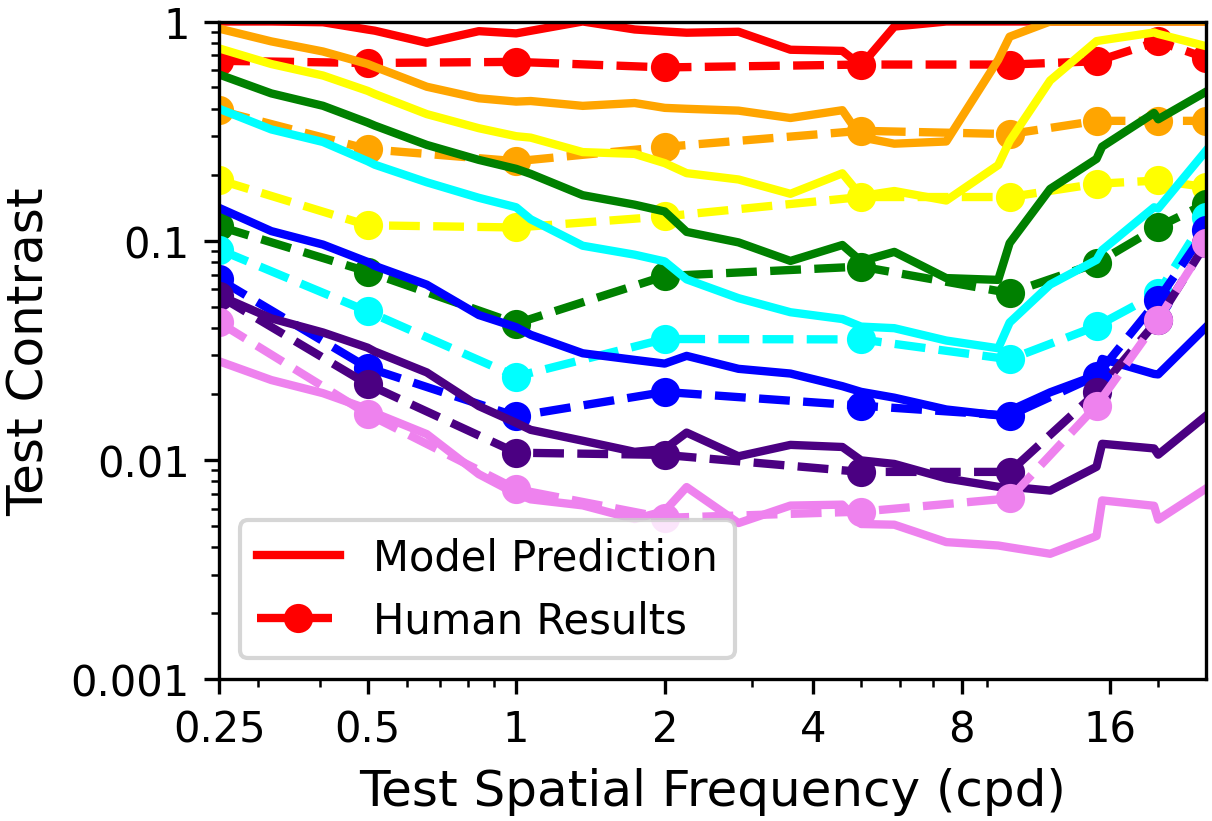 1
0.1
0.01
0.001
Test Contrast
Model Prediction
Human Results
0.25 0.5 1 2 4 8 16
Test Spatial Frequency (cpd)